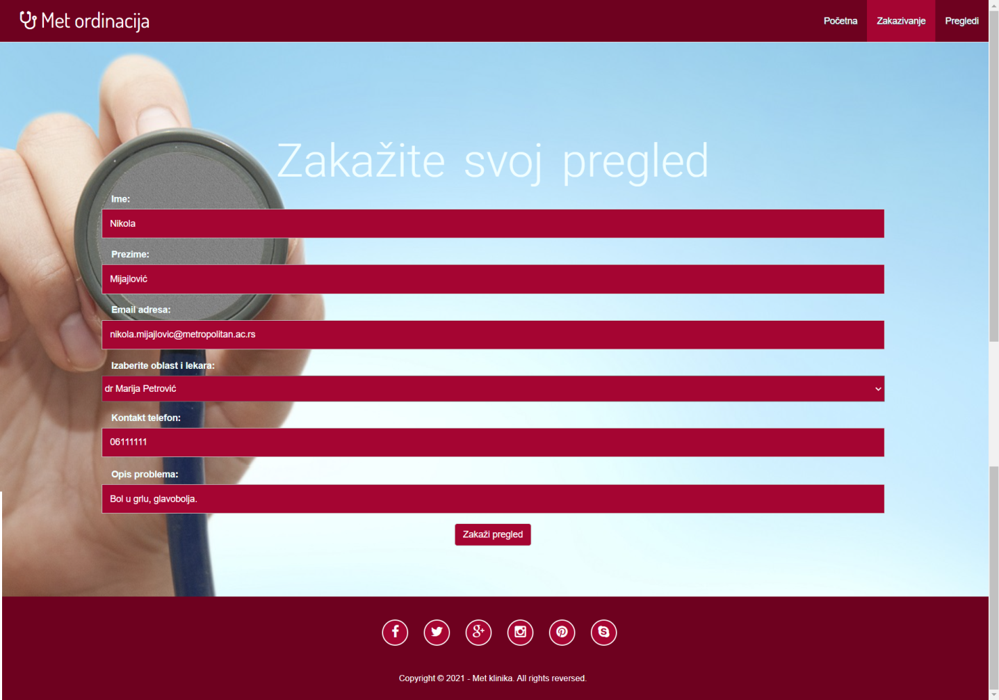 Met ordinacija
Početna
Zakazivanje
Pregledi
Zakažite svoj pregled
Ime:
Nikola
Prezime:
Mijajlović
Email adresa:
nikola.mijajlovic@metropolitan.ac.rs
Izaberite oblast i lekara:
dr Marija Petrović
Kontakt telefon:
06111111
Opis problema:
Bol u grlu, glavobolja.
Zakaži pregled
Copyright © 2021 - Met klinika. All rights reversed.